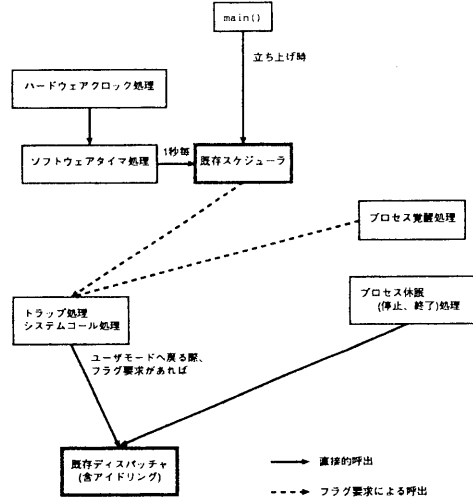 main()
立ち上げ時
ハードウェアクロック処理
ソフトウェアタイマ処理
1秒毎
既存スケジューラ
プロセス覚醒処理
トラップ処理
システムコール処理
プロセス休眠
(停止、終了)処理
ユーザモードへ戻る際、
フラグ要求があれば
既存ディスパッチャ
(含アイドリング)
直接的呼出
フラグ要求による呼出